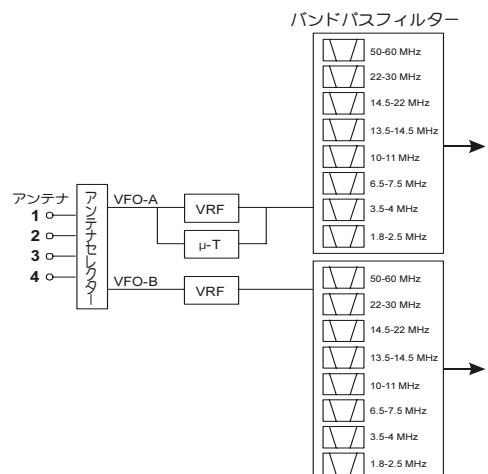 バンドパスフィルター
50-60 MHz
22-30 MHz
14.5-22 MHz
13.5-14.5 MHz
10-11 MHz
6.5-7.5 MHz
3.5-4 MHz
1.8-2.5 MHz
アンテナ
1
2
3
4
アンテナセレクター
VFO-A
VRF
μ-T
VFO-B
VRF
50-60 MHz
22-30 MHz
14.5-22 MHz
13.5-14.5 MHz
10-11 MHz
6.5-7.5 MHz
3.5-4 MHz
1.8-2.5 MHz